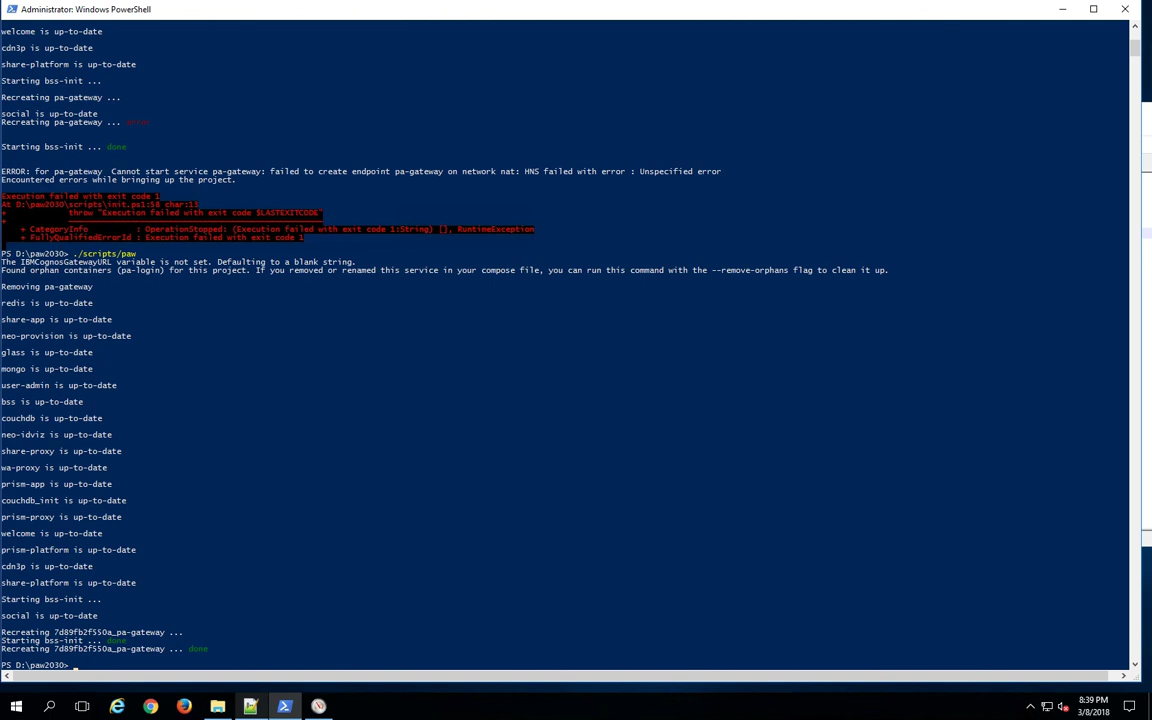 Administrator: Windows PowerShell
welcome is up-to-date
cdn3p is up-to-date
share-platform is up-to-date
Starting bss-init ...
Recreating pa-gateway ...
social is up-to-date
Recreating pa-gateway ... error
Starting bss-init ... done
ERROR: for pa-gateway  Cannot start service pa-gateway: failed to create endpoint pa-gateway on network nat: HNS failed with error : Unspecified error
Encountered errors while bringing up the project.
Execution failed with exit code 1
At D:\paw2030\scripts\init.ps1:58 char:13
+             throw "Execution failed with exit code $LASTEXITCODE"
+             ~~~~~~~~~~~~~~~~~~~~~~~~~~~~~~~~~~~~~~~~~~~~~~~~~~~~~
    + CategoryInfo          : OperationStopped: (Execution failed with exit code 1:String) [], RuntimeException
    + FullyQualifiedErrorId : Execution failed with exit code 1
PS D:\paw2030> ./scripts/paw
The IBMCognosGatewayURL variable is not set. Defaulting to a blank string.
Found orphan containers (pa-login) for this project. If you removed or renamed this service in your compose file, you can run this command with the --remove-orphans flag to clean it up.
Removing pa-gateway
redis is up-to-date
share-app is up-to-date
neo-provision is up-to-date
glass is up-to-date
mongo is up-to-date
user-admin is up-to-date
bss is up-to-date
couchdb is up-to-date
neo-idviz is up-to-date
share-proxy is up-to-date
wa-proxy is up-to-date
prism-app is up-to-date
couchdb_init is up-to-date
prism-proxy is up-to-date
welcome is up-to-date
prism-platform is up-to-date
cdn3p is up-to-date
share-platform is up-to-date
Starting bss-init ...
social is up-to-date
Recreating 7d89fb2f550a_pa-gateway ...
Starting bss-init ... done
Recreating 7d89fb2f550a_pa-gateway ... done
PS D:\paw2030> _
8:39 PM
3/8/2018